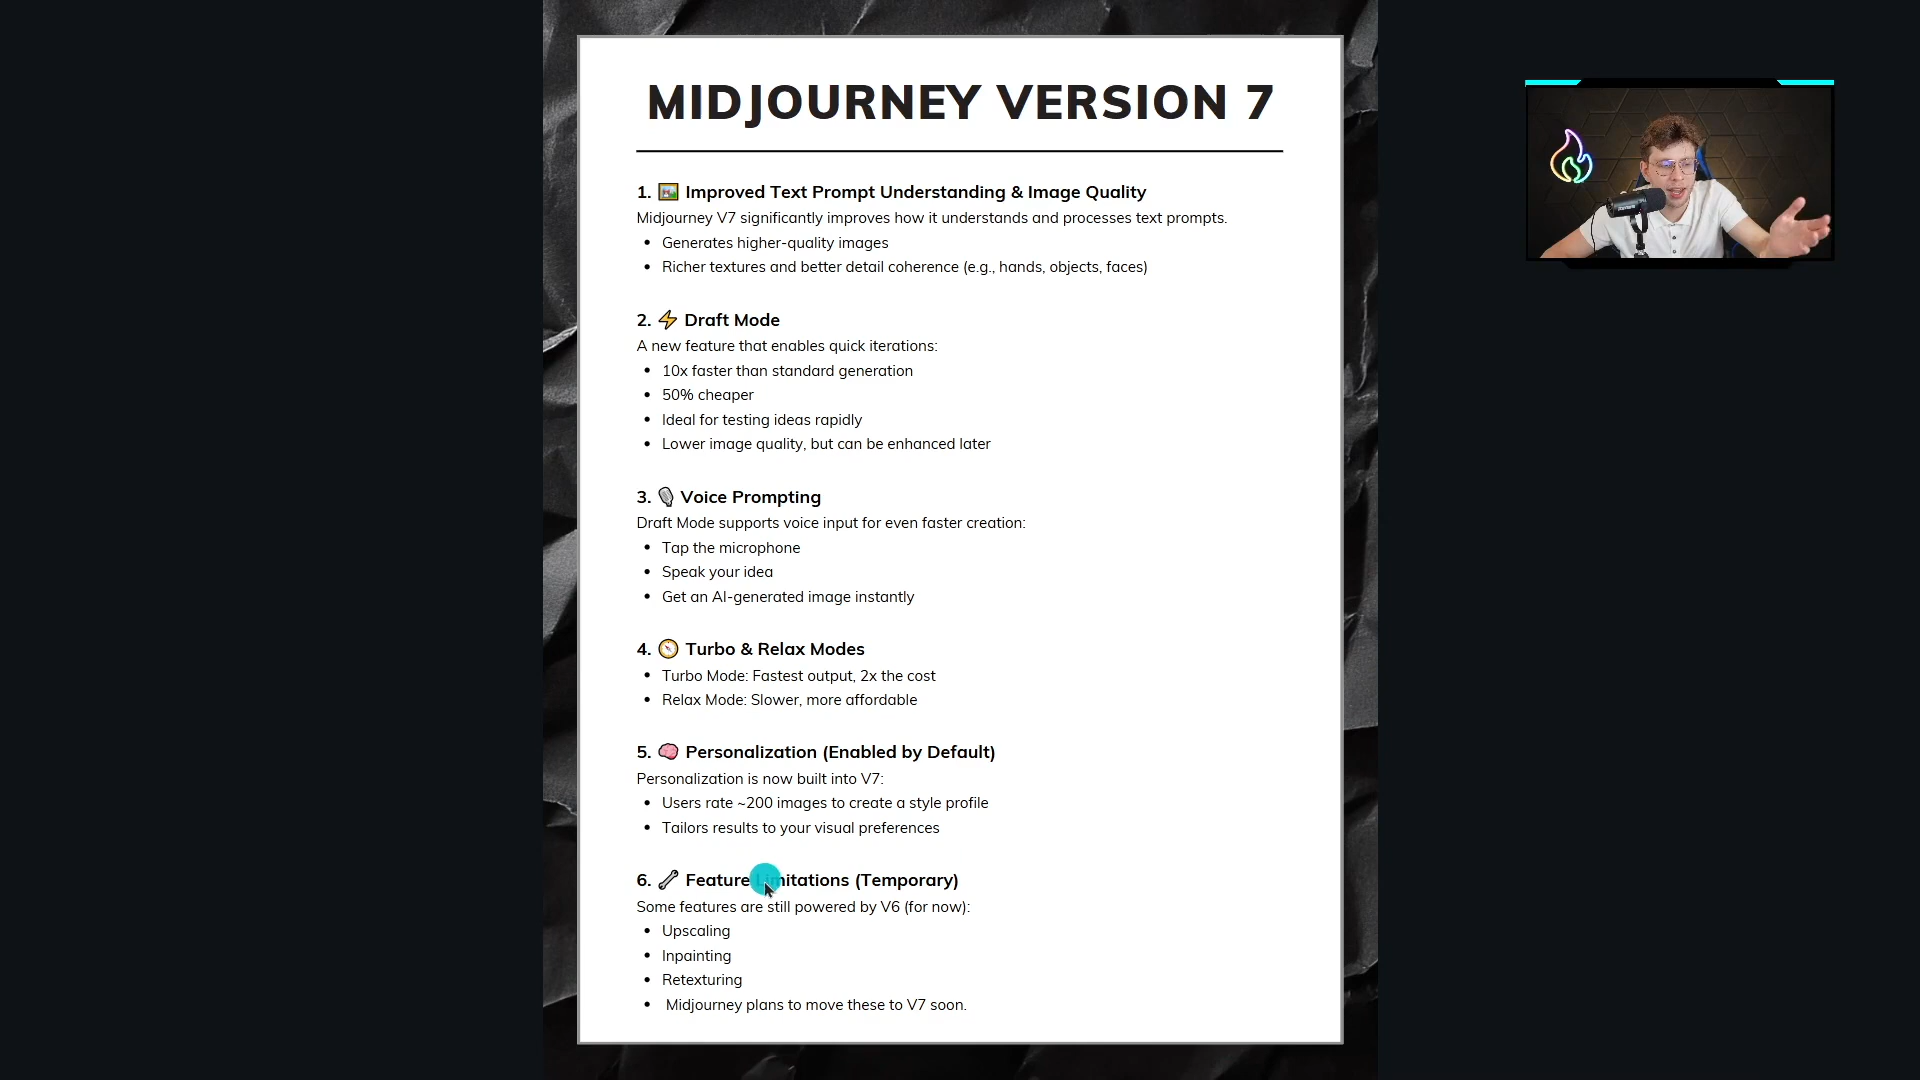 MIDJOURNEY VERSION 7
1. 🖼️ Improved Text Prompt Understanding & Image Quality
Midjourney V7 significantly improves how it understands and processes text prompts.
• Generates higher-quality images
• Richer textures and better detail coherence (e.g., hands, objects, faces)
2. ⚡ Draft Mode
A new feature that enables quick iterations:
• 10x faster than standard generation
• 50% cheaper
• Ideal for testing ideas rapidly
• Lower image quality, but can be enhanced later
3. 🎙️ Voice Prompting
Draft Mode supports voice input for even faster creation:
• Tap the microphone
• Speak your idea
• Get an AI-generated image instantly
4. 🧭 Turbo & Relax Modes
• Turbo Mode: Fastest output, 2x the cost
• Relax Mode: Slower, more affordable
5. 🧠 Personalization (Enabled by Default)
Personalization is now built into V7:
• Users rate ~200 images to create a style profile
• Tailors results to your visual preferences
6. 🦴 Feature Limitations (Temporary)
Some features are still powered by V6 (for now):
• Upscaling
• Inpainting
• Retexturing
• Midjourney plans to move these to V7 soon.